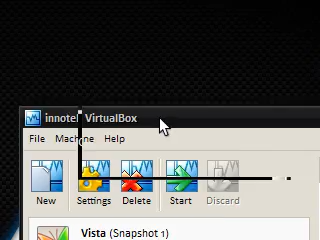 innotek VirtualBox
File Machine Help
New Settings Delete Start Discard
Vista (Snapshot 1)